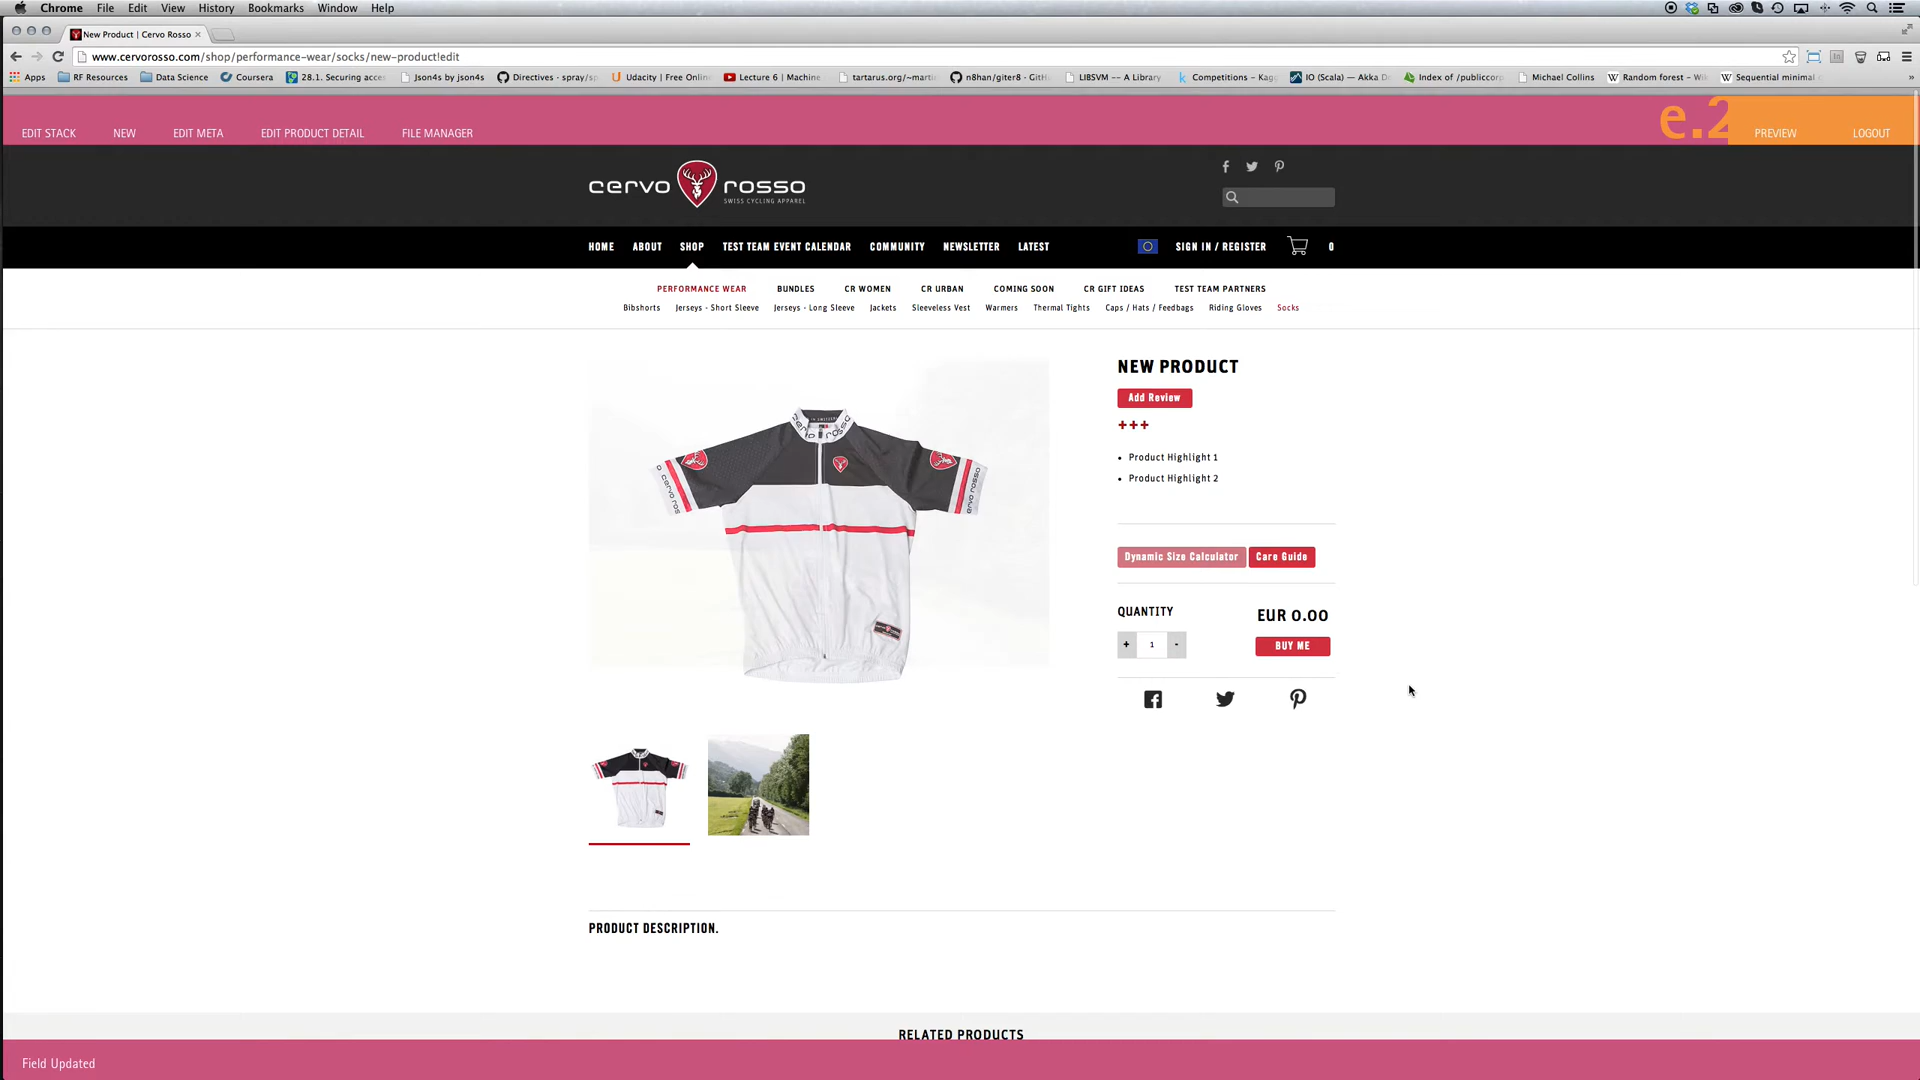 Chrome File Edit View History Bookmarks Window Help
New Product | Cervo Rosso
www.cervorosso.com/shop/performance-wear/socks/new-product!edit
Apps RF Resources Data Science Coursera 28.1. Securing acces Json4s by json4s Directives - spray/sp Udacity | Free Onlin Lecture 6 | Machine tartarus.org/~marti n8han/giter8 · GitH LIBSVM -- A Library Competitions - Kagg IO (Scala) — Akka D Index of /publiccorp Michael Collins Random forest - Wi Sequential minimal »
EDIT STACK NEW EDIT META EDIT PRODUCT DETAIL FILE MANAGER e.2 PREVIEW LOGOUT
cervo rosso
SWISS CYCLING APPAREL
HOME ABOUT SHOP TEST TEAM EVENT CALENDAR COMMUNITY NEWSLETTER LATEST SIGN IN / REGISTER 0
PERFORMANCE WEAR BUNDLES CR WOMEN CR URBAN COMING SOON CR GIFT IDEAS TEST TEAM PARTNERS
Bibshorts Jerseys - Short Sleeve Jerseys - Long Sleeve Jackets Sleeveless Vest Warmers Thermal Tights Caps / Hats / Feedbags Riding Gloves Socks
NEW PRODUCT
Add Review
+++
• Product Highlight 1
• Product Highlight 2
Dynamic Size Calculator Care Guide
QUANTITY EUR 0.00
+ 1 - BUY ME
PRODUCT DESCRIPTION.
RELATED PRODUCTS
Field Updated